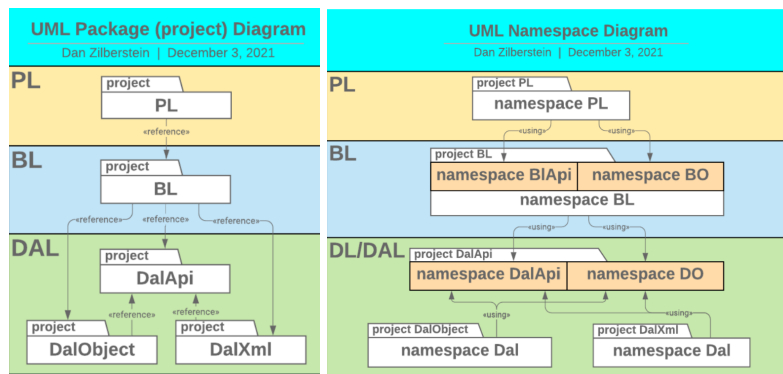 UML Package (project) Diagram
Dan Zilberstein | December 3, 2021
PL
project
PL
«reference»
BL
project
BL
«reference»
«reference»
«reference»
DAL
project
DalApi
«reference»
project
DalObject
project
DalXml
UML Namespace Diagram
Dan Zilberstein | December 3, 2021
PL
project PL
namespace PL
«using»
«using»
BL
project BL
namespace BlApi
namespace BO
namespace BL
«using»
«using»
DL/DAL
project DalApi
namespace DalApi
namespace DO
«using»
«using»
project DalObject
namespace Dal
project DalXml
namespace Dal